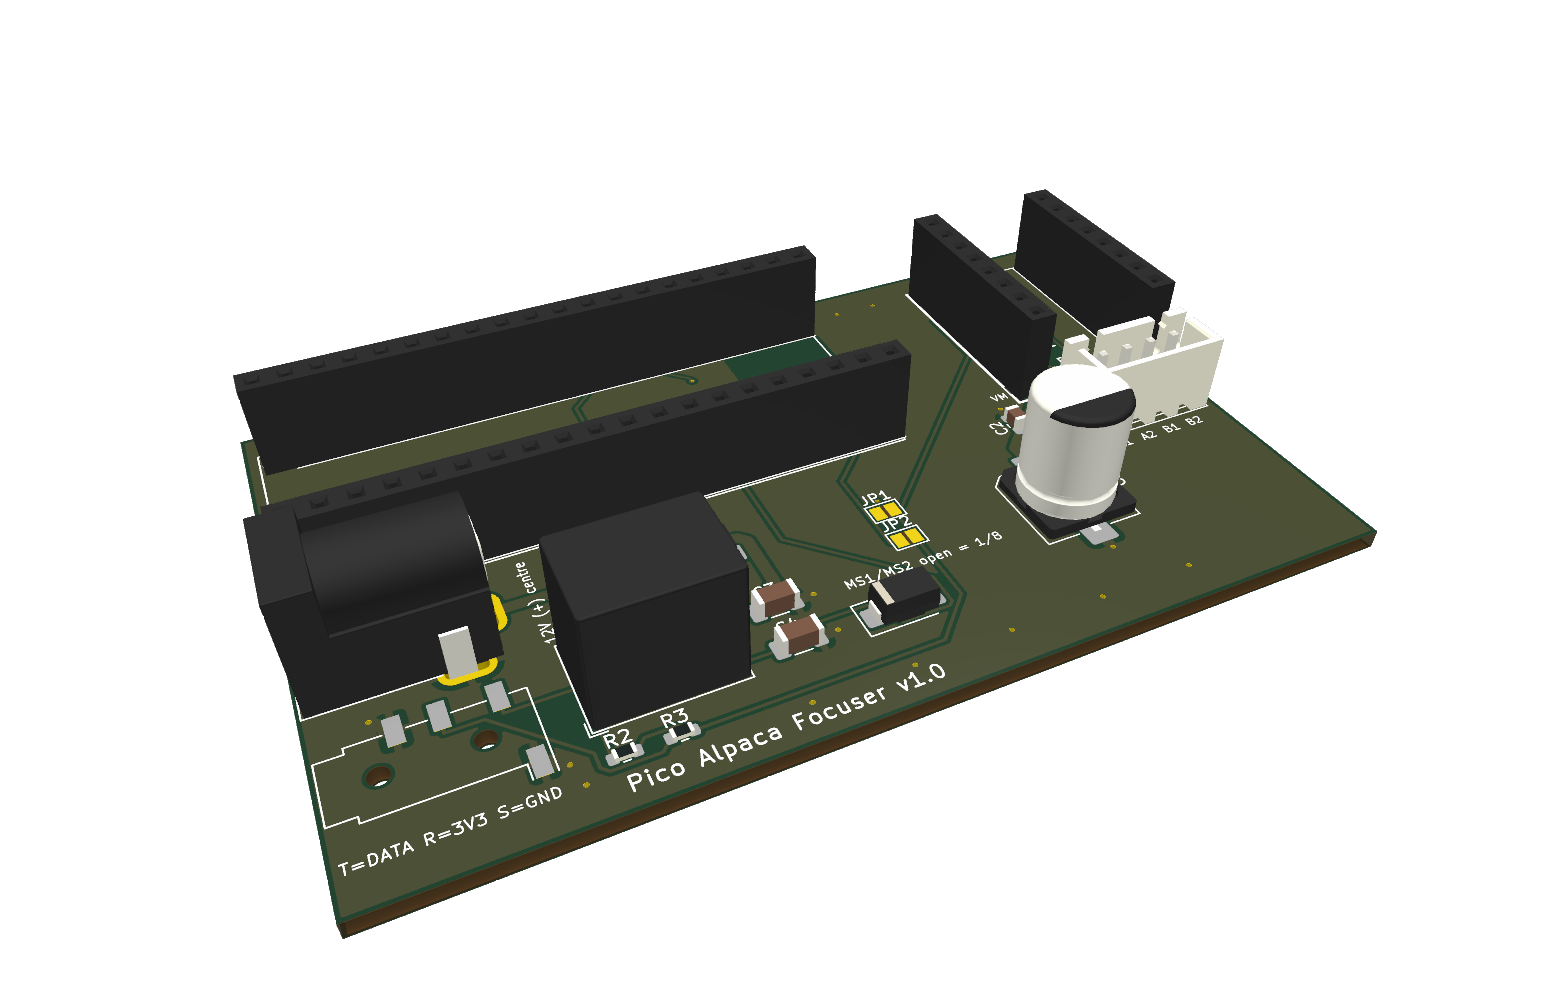 VM
C2
A2 B1 B2
JP1
JP2
MS1/MS2 open = 1/8
12V (+) centre
R2
R3
Pico Alpaca Focuser v1.0
T=DATA R=3V3 S=GND